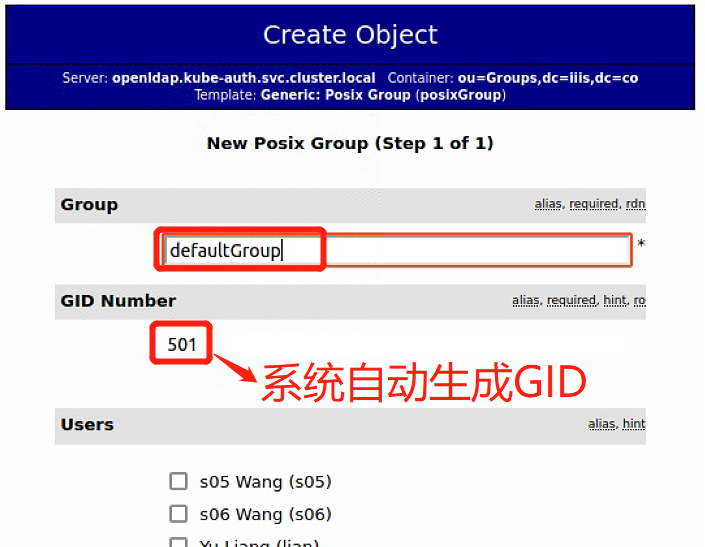 Create Object
Server: openldap.kube-auth.svc.cluster.local Container: ou=Groups,dc=iiis,dc=co
Template: Generic: Posix Group (posixGroup)
New Posix Group (Step 1 of 1)
Group alias, required, rdn
defaultGroup *
GID Number alias, required, hint, ro
501
系统自动生成GID
Users alias, hint
s05 Wang (s05)
s06 Wang (s06)
Yu Liang (lian)